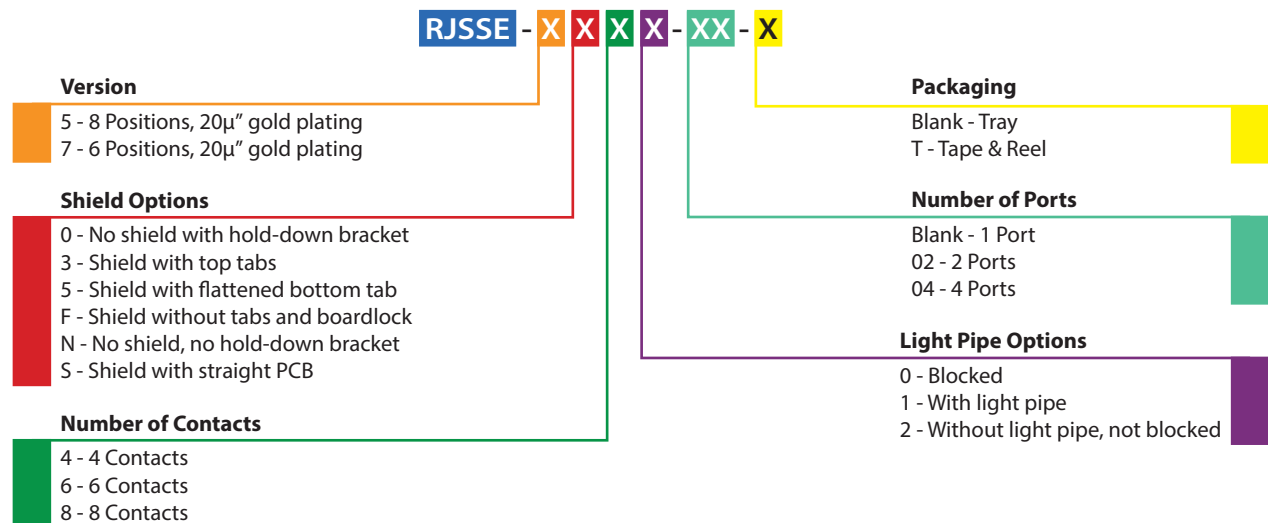 RJSSE - X X X X - XX - X
Version
5 - 8 Positions, 20µ” gold plating
7 - 6 Positions, 20µ” gold plating
Shield Options
0 - No shield with hold-down bracket
3 - Shield with top tabs
5 - Shield with flattened bottom tab
F - Shield without tabs and boardlock
N - No shield, no hold-down bracket
S - Shield with straight PCB
Number of Contacts
4 - 4 Contacts
6 - 6 Contacts
8 - 8 Contacts
Packaging
Blank - Tray
T - Tape & Reel
Number of Ports
Blank - 1 Port
02 - 2 Ports
04 - 4 Ports
Light Pipe Options
0 - Blocked
1 - With light pipe
2 - Without light pipe, not blocked